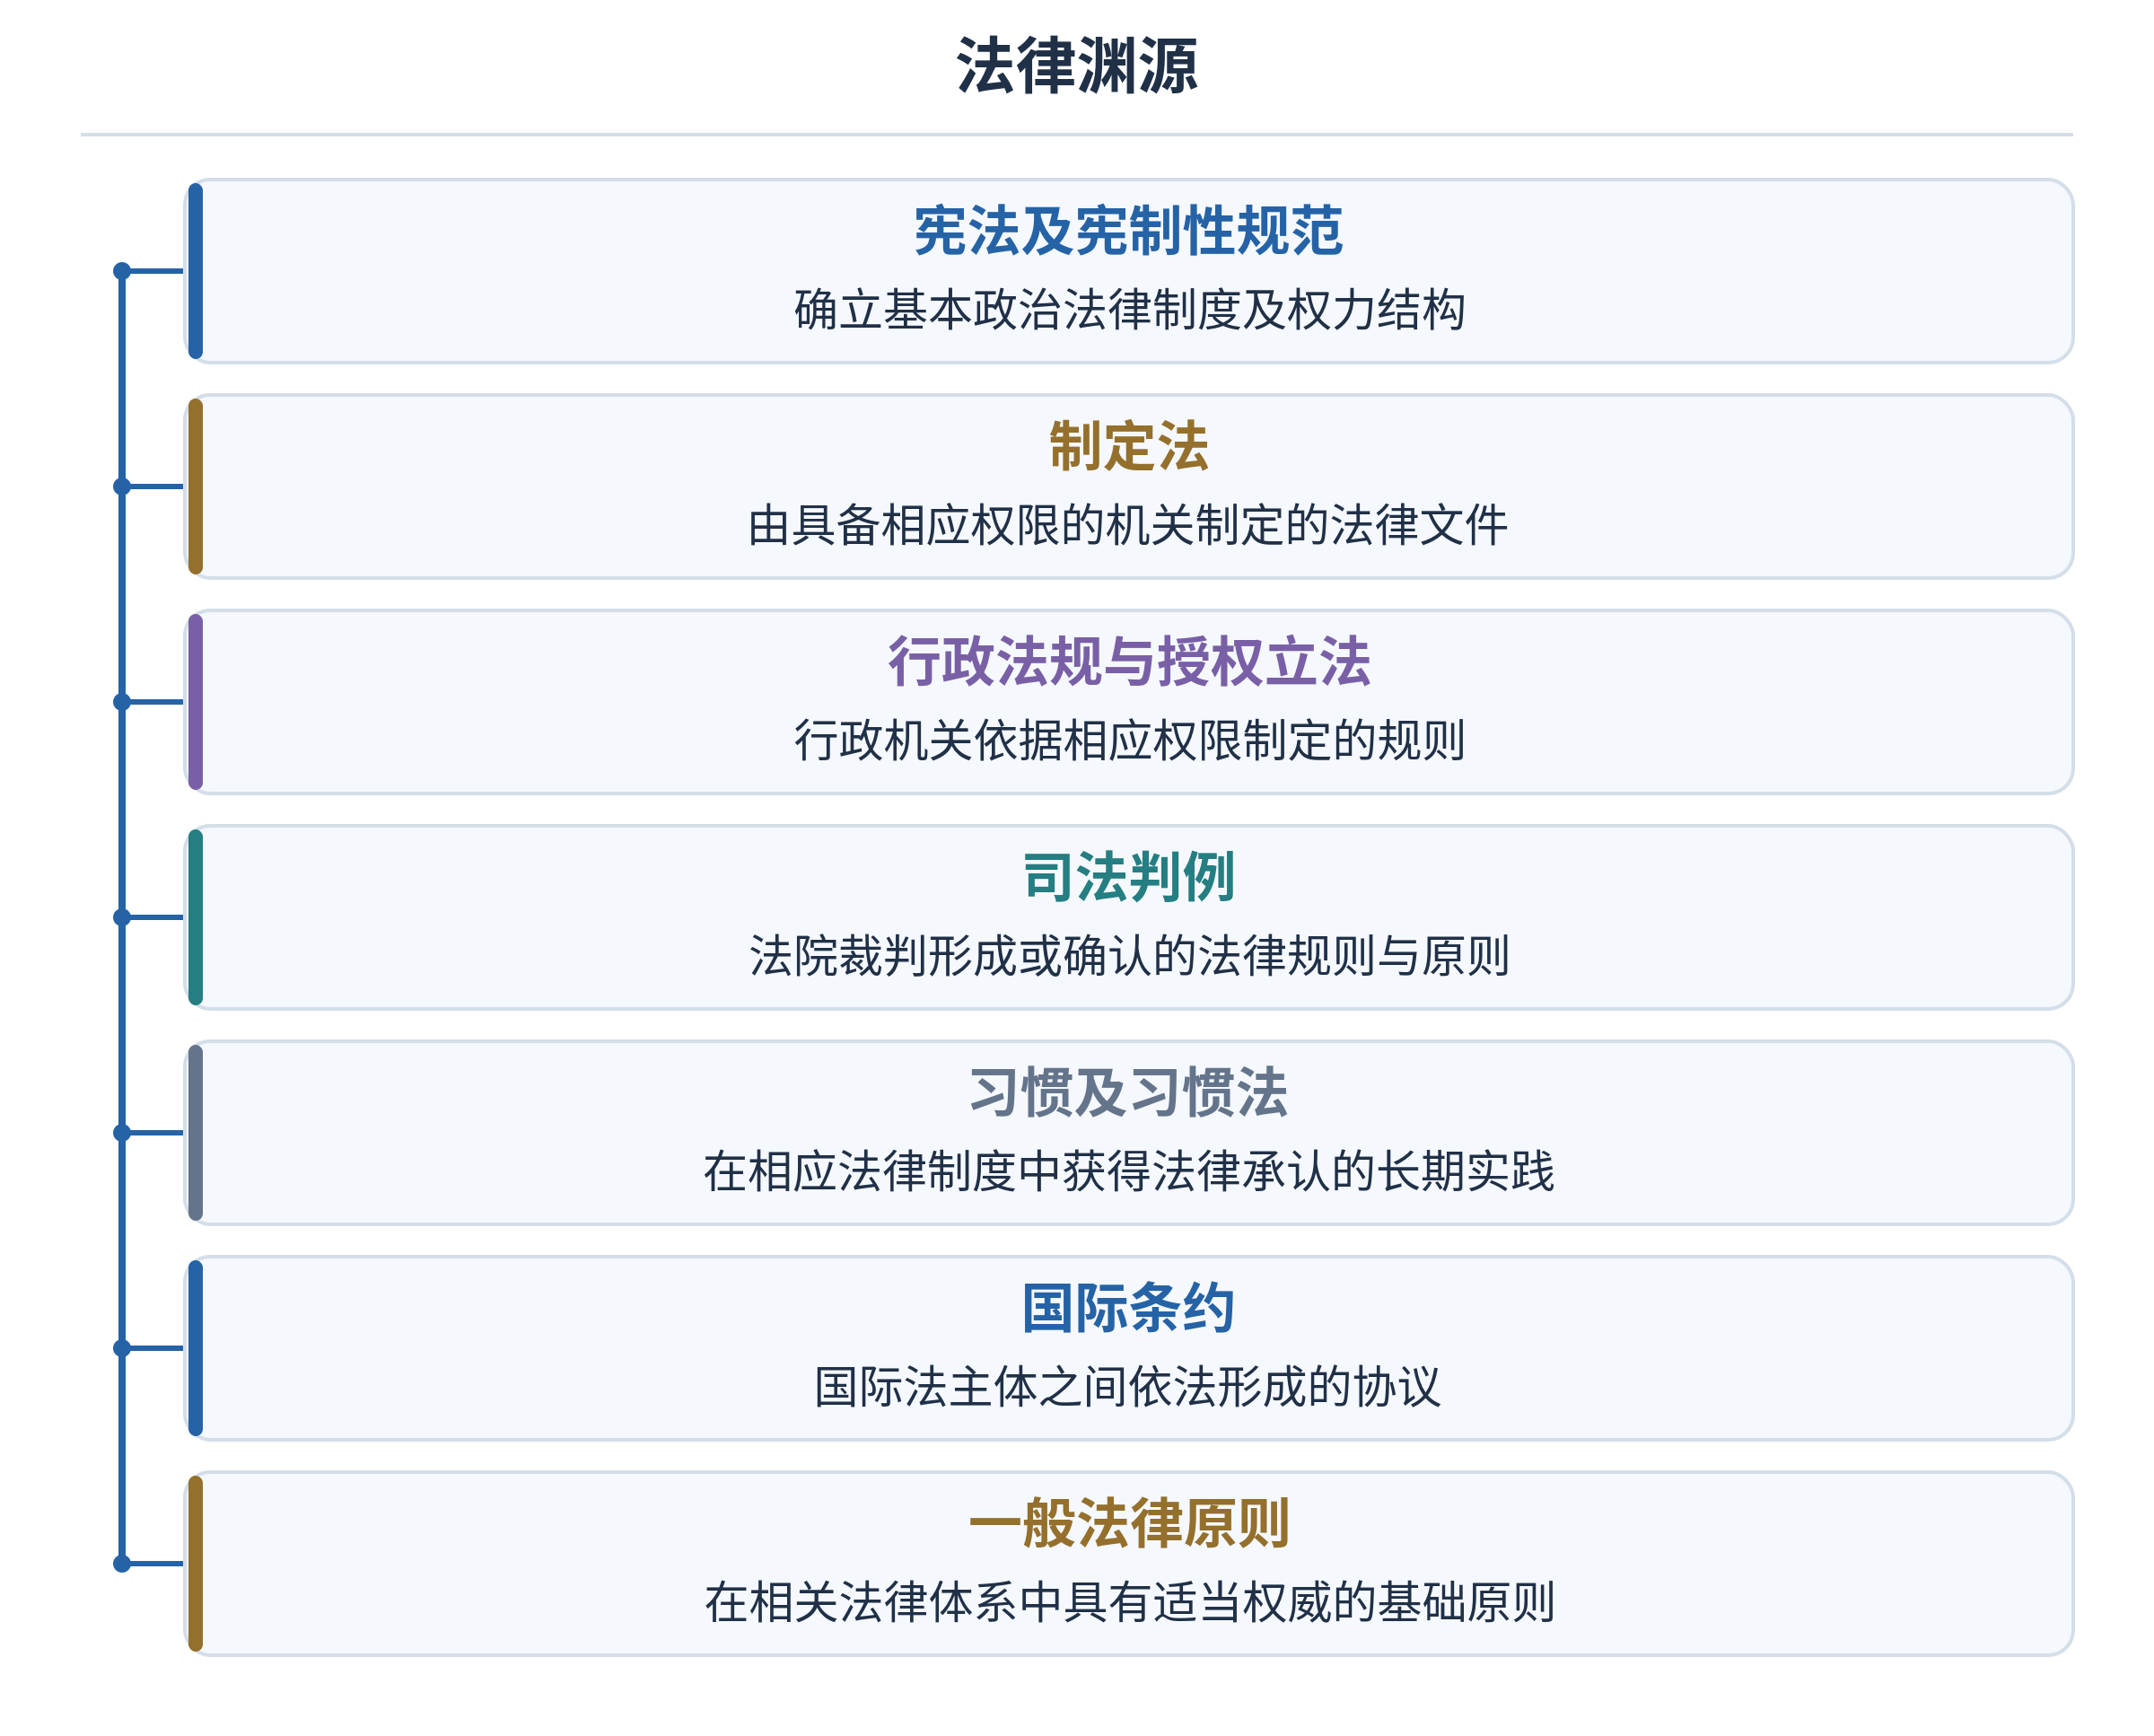 法律渊源
宪法及宪制性规范
确立基本政治法律制度及权力结构
制定法
由具备相应权限的机关制定的法律文件
行政法规与授权立法
行政机关依据相应权限制定的规则
司法判例
法院裁判形成或确认的法律规则与原则
习惯及习惯法
在相应法律制度中获得法律承认的长期实践
国际条约
国际法主体之间依法形成的协议
一般法律原则
在相关法律体系中具有适当权威的基础原则